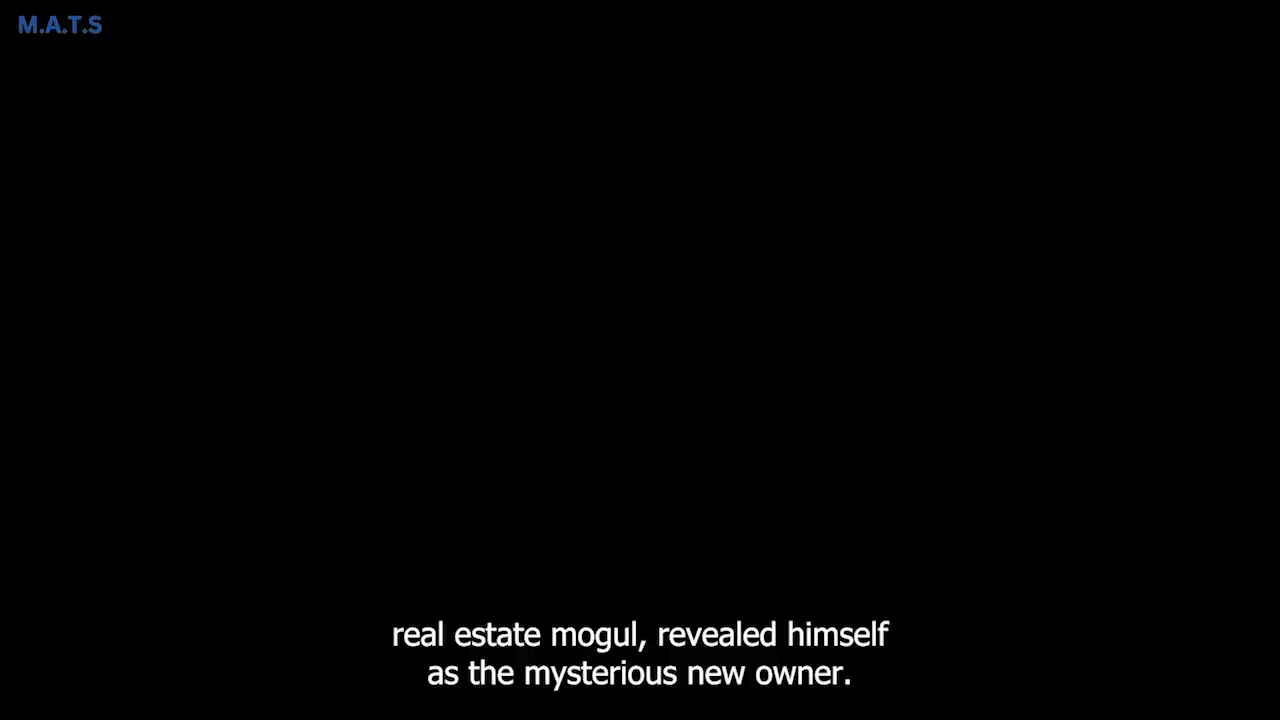 M.A.T.S
real estate mogul, revealed himself
as the mysterious new owner.